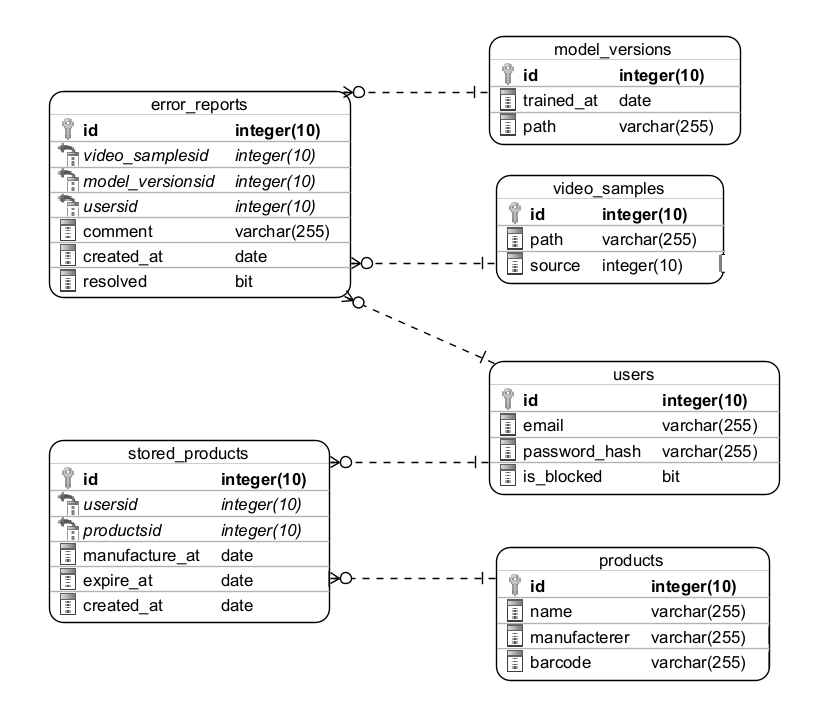 model_versions
id integer(10)
trained_at date
path varchar(255)
error_reports
id integer(10)
video_samplesid integer(10)
model_versionsid integer(10)
usersid integer(10)
comment varchar(255)
created_at date
resolved bit
video_samples
id integer(10)
path varchar(255)
source integer(10)
users
id integer(10)
email varchar(255)
password_hash varchar(255)
is_blocked bit
stored_products
id integer(10)
usersid integer(10)
productsid integer(10)
manufacture_at date
expire_at date
created_at date
products
id integer(10)
name varchar(255)
manufacterer varchar(255)
barcode varchar(255)